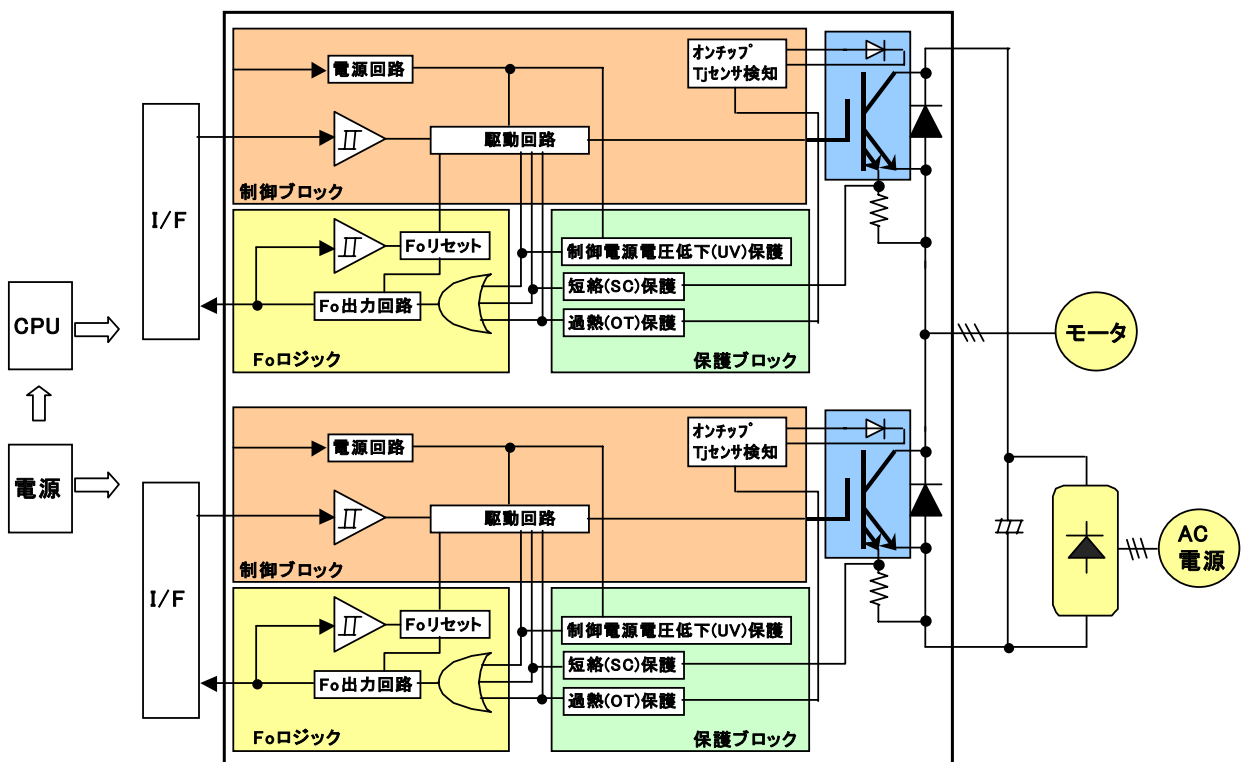 電源回路
オンチップ
Tjセンサ検知
駆動回路
制御ブロック
I/F
Foリセット
制御電源電圧低下(UV)保護
短絡(SC)保護
Fo出力回路
過熱(OT)保護
Foロジック
保護ブロック
CPU
モータ
電源
電源回路
オンチップ
Tjセンサ検知
駆動回路
制御ブロック
I/F
Foリセット
制御電源電圧低下(UV)保護
短絡(SC)保護
Fo出力回路
過熱(OT)保護
Foロジック
保護ブロック
AC
電源